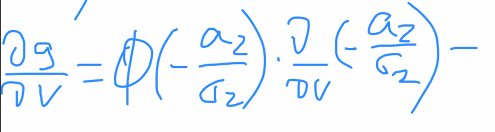 ∂g/∂v = ϕ(-a₂/σ₂) · ∂/∂v(-a₂/σ₂) -